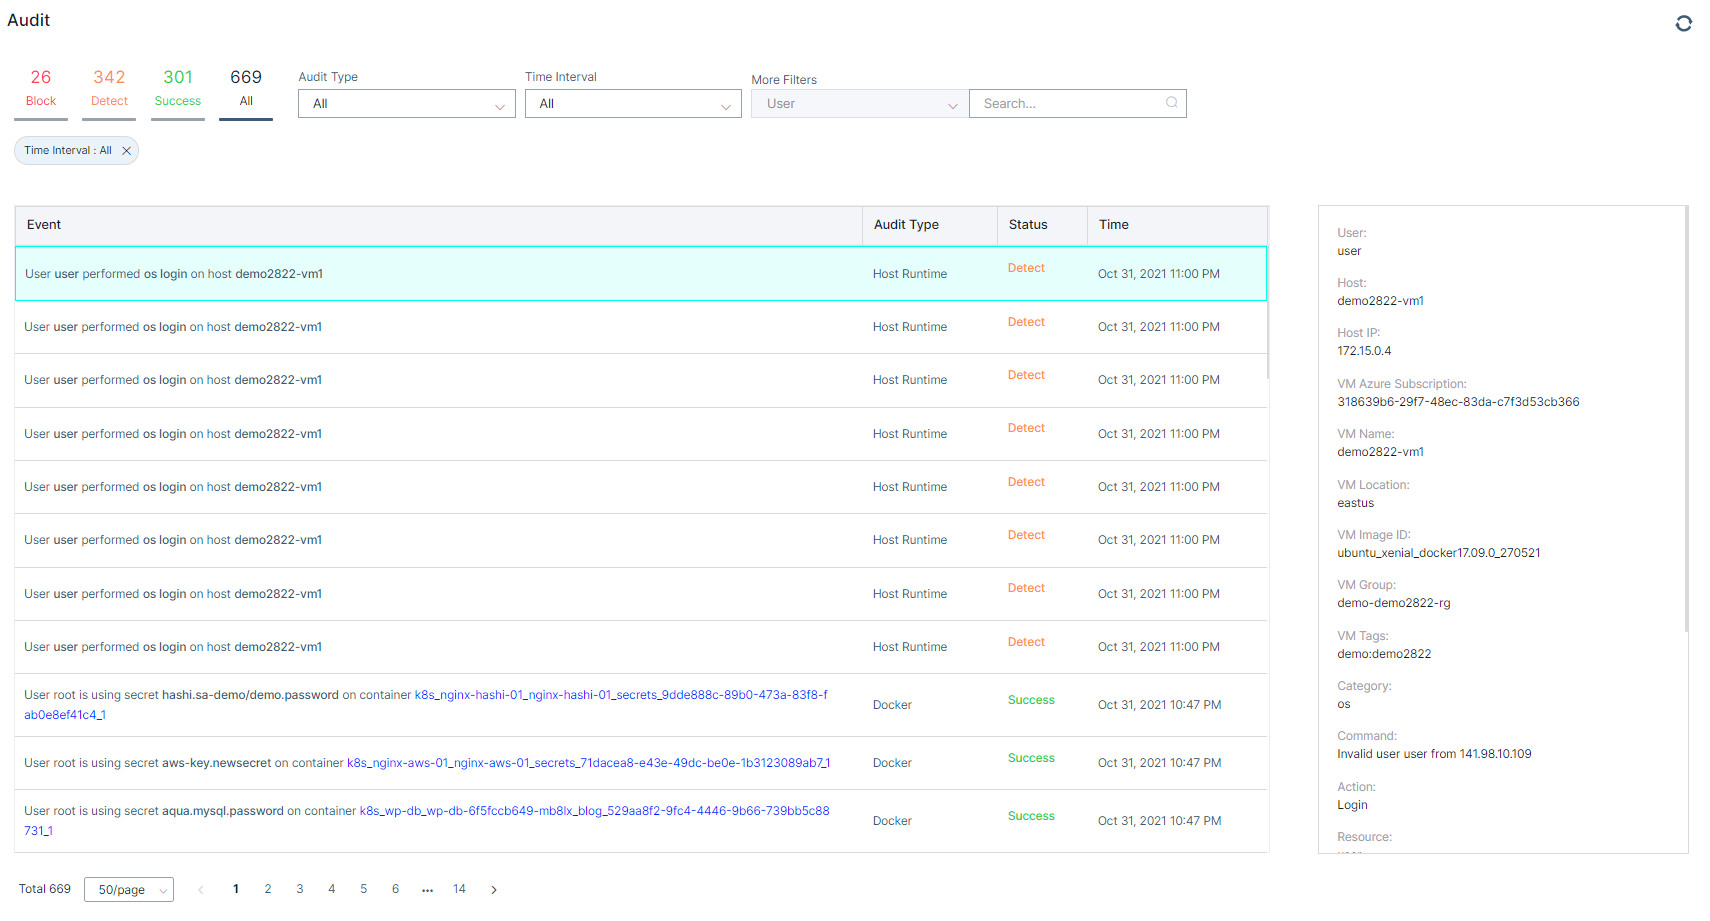 Audit
26
Block
342
Detect
301
Success
669
All
Audit Type
All
Time Interval
All
More Filters
User
Search...
Time Interval : All
Event Audit Type Status Time
User user performed os login on host demo2822-vm1 Host Runtime Detect Oct 31, 2021 11:00 PM
User user performed os login on host demo2822-vm1 Host Runtime Detect Oct 31, 2021 11:00 PM
User user performed os login on host demo2822-vm1 Host Runtime Detect Oct 31, 2021 11:00 PM
User user performed os login on host demo2822-vm1 Host Runtime Detect Oct 31, 2021 11:00 PM
User user performed os login on host demo2822-vm1 Host Runtime Detect Oct 31, 2021 11:00 PM
User user performed os login on host demo2822-vm1 Host Runtime Detect Oct 31, 2021 11:00 PM
User user performed os login on host demo2822-vm1 Host Runtime Detect Oct 31, 2021 11:00 PM
User user performed os login on host demo2822-vm1 Host Runtime Detect Oct 31, 2021 11:00 PM
User root is using secret hashi.sa-demo/demo.password on container k8s_nginx-hashi-01_nginx-hashi-01_secrets_9dde888c-89b0-473a-83f8-f
ab0e8ef41c4_1
Docker Success Oct 31, 2021 10:47 PM
User root is using secret aws-key.newsecret on container k8s_nginx-aws-01_nginx-aws-01_secrets_71dacea8-e43e-49dc-be0e-1b3123089ab7_1 Docker Success Oct 31, 2021 10:47 PM
User root is using secret aqua.mysql.password on container k8s_wp-db_wp-db-6f5fccb649-mb8lx_blog_529aa8f2-9fc4-4446-9b66-739bb5c88
731_1
Docker Success Oct 31, 2021 10:47 PM
Total 669 50/page 1 2 3 4 5 6 ••• 14
User:
user
Host:
demo2822-vm1
Host IP:
172.15.0.4
VM Azure Subscription:
318639b6-29f7-48ec-83da-c7f3d53cb366
VM Name:
demo2822-vm1
VM Location:
eastus
VM Image ID:
ubuntu_xenial_docker17.09.0_270521
VM Group:
demo-demo2822-rg
VM Tags:
demo:demo2822
Category:
os
Command:
Invalid user user from 141.98.10.109
Action:
Login
Resource: